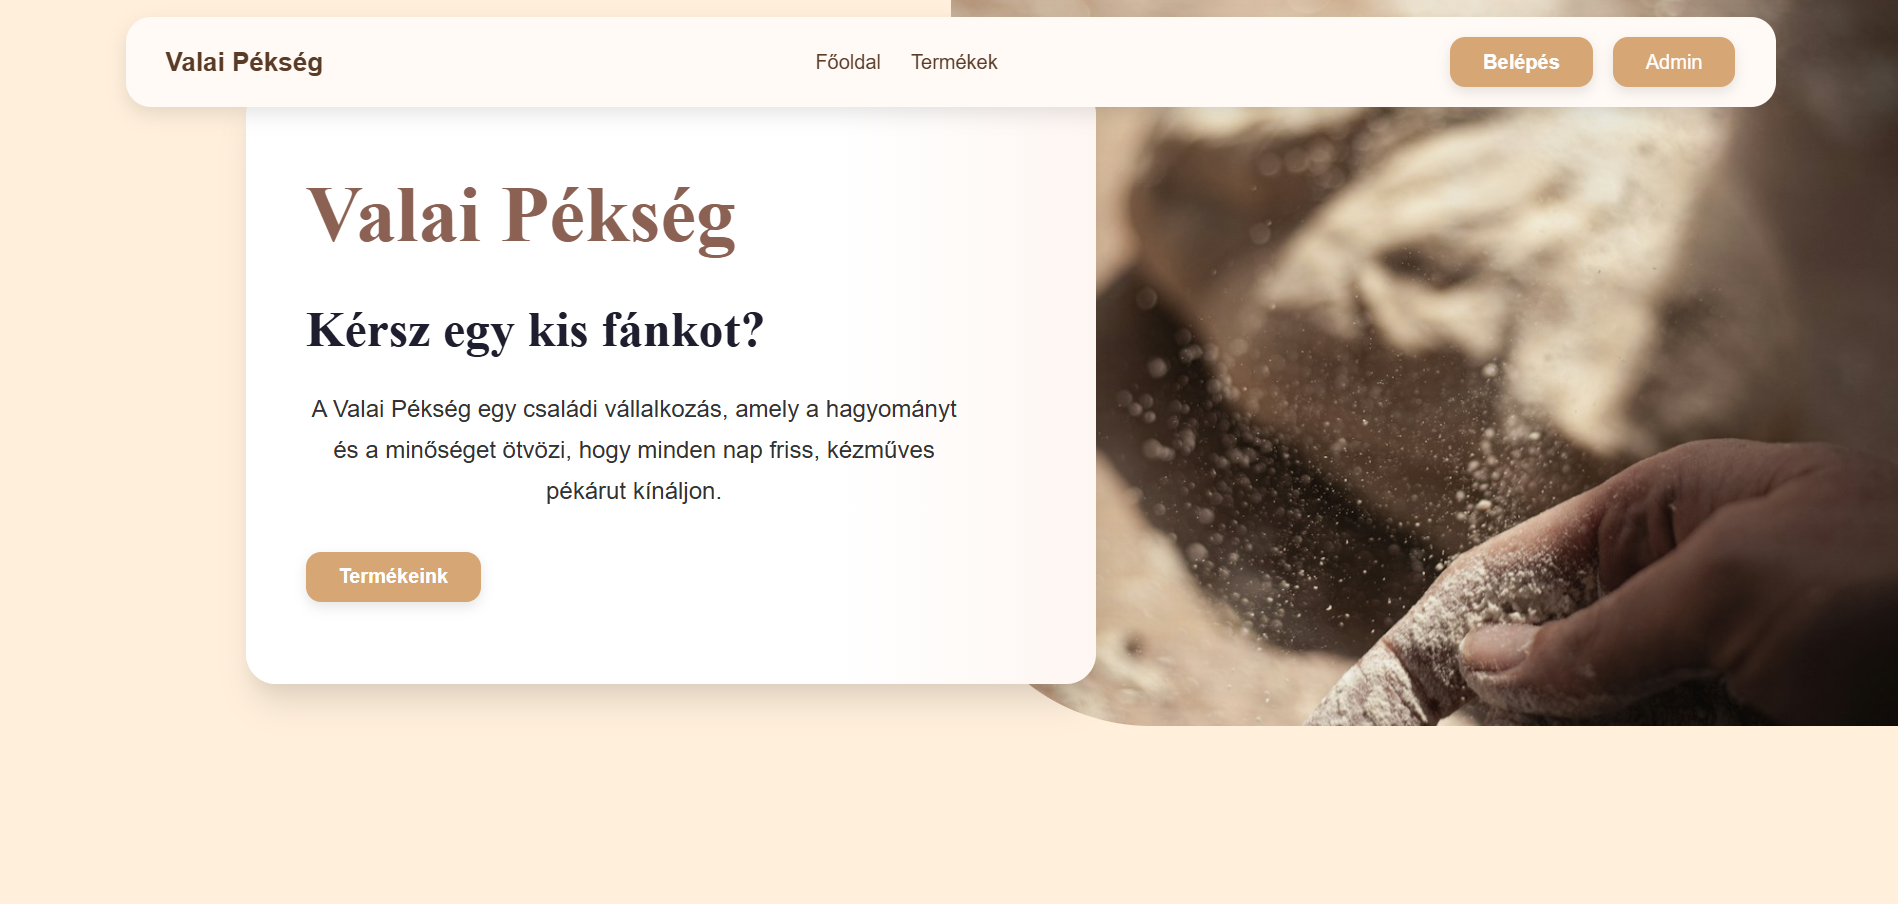 Valai Pékség
Főoldal
Termékek
Belépés
Admin
Valai Pékség
Kérsz egy kis fánkot?
A Valai Pékség egy családi vállalkozás, amely a hagyományt
és a minőséget ötvözi, hogy minden nap friss, kézműves
pékárut kínáljon.
Termékeink